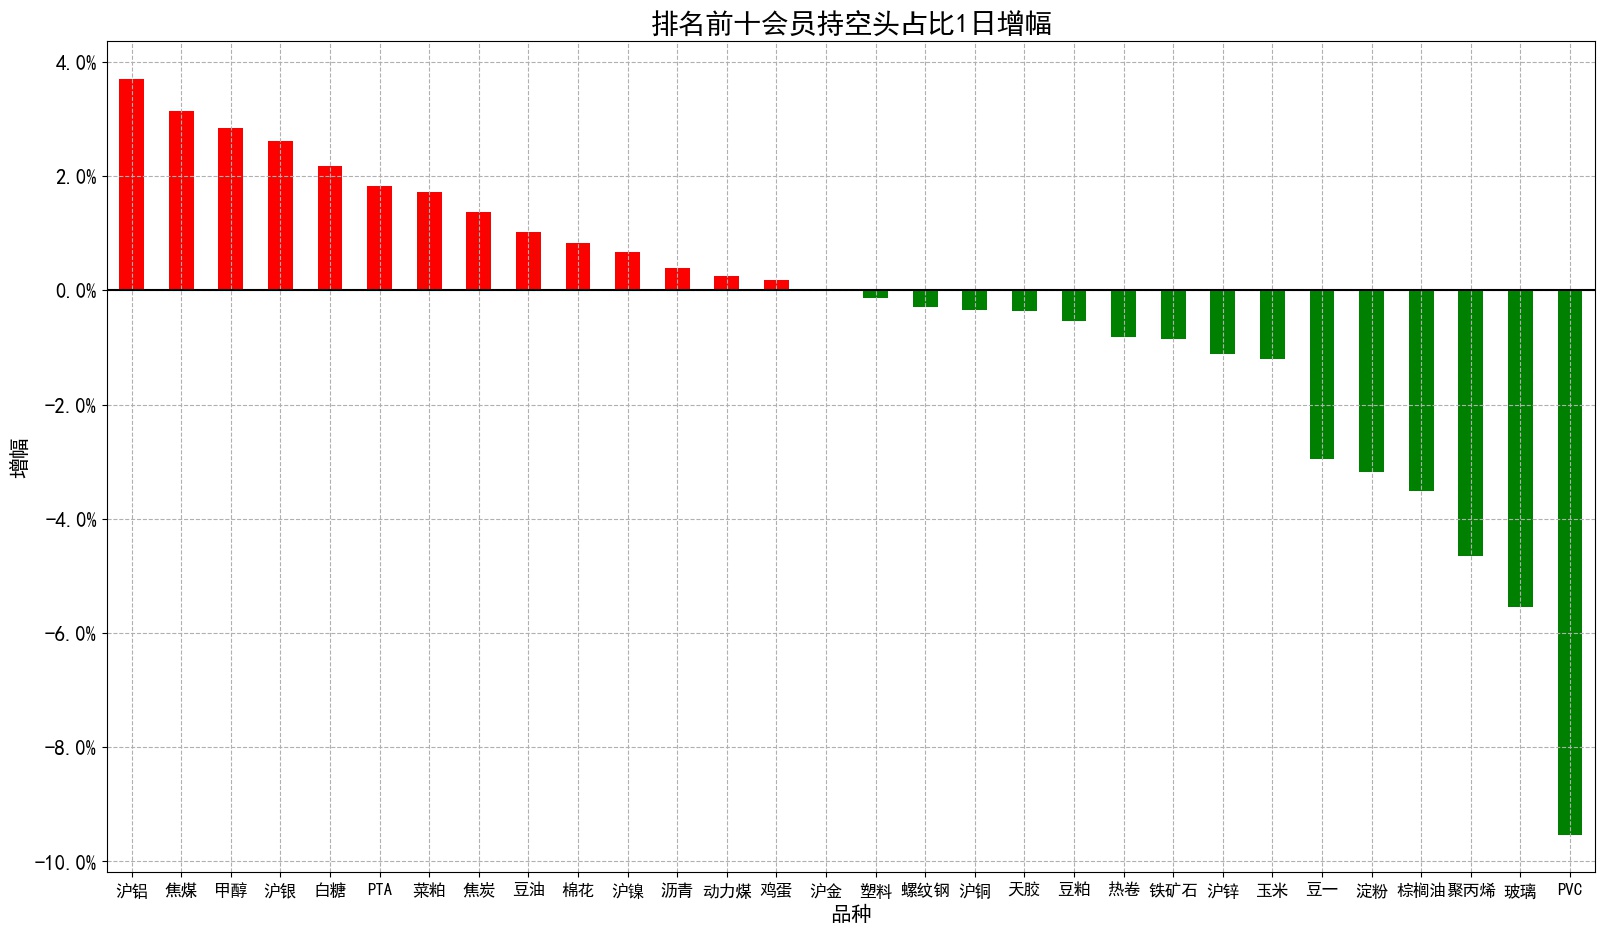 排名前十会员持空头占比1日增幅
4.0%
2.0%
0.0%
-2.0%
-4.0%
-6.0%
-8.0%
-10.0%
增幅
沪铝 焦煤 甲醇 沪银 白糖 PTA 菜粕 焦炭 豆油 棉花 沪镍 沥青 动力煤 鸡蛋 沪金 塑料 螺纹钢 沪铜 天胶 豆粕 热卷 铁矿石 沪锌 玉米 豆一 淀粉 棕榈油 聚丙烯 玻璃 PVC
品种